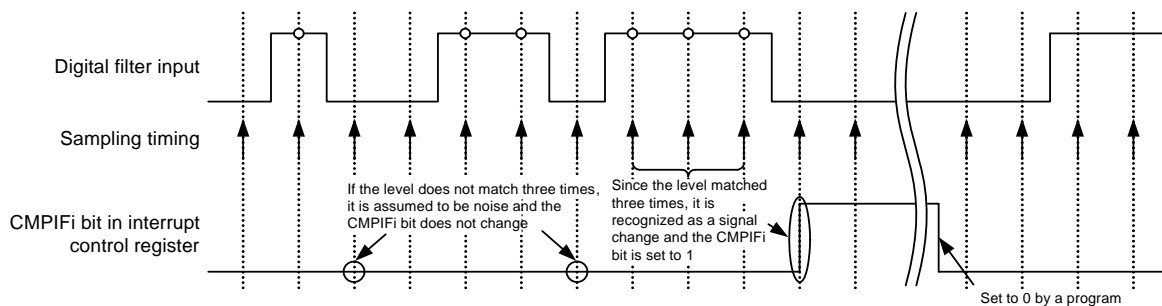 Digital filter input
Sampling timing
If the level does not match three times,
it is assumed to be noise and the
CMPIFi bit does not change
Since the level matched
three times, it is
recognized as a signal
change and the CMPIFi
bit is set to 1
CMPIFi bit in interrupt
control register
Set to 0 by a program